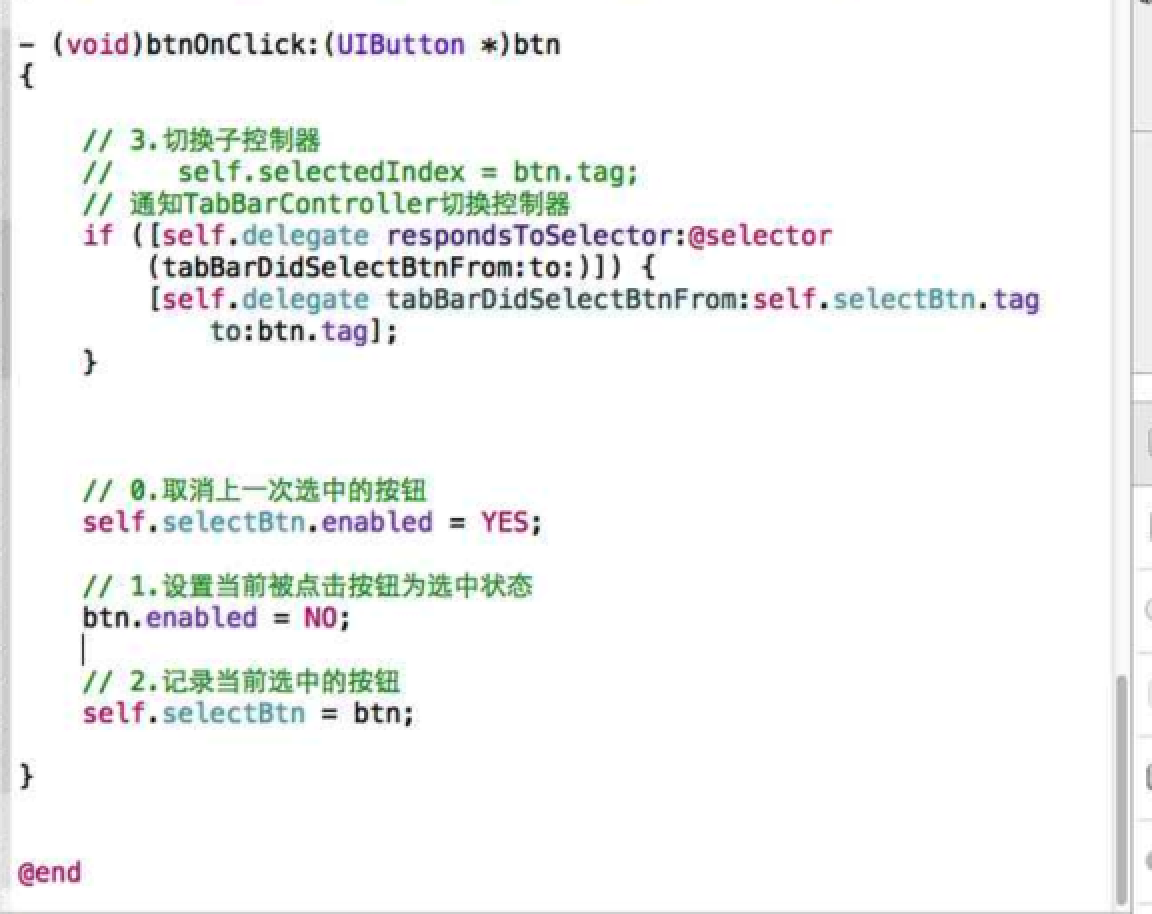 - (void)btnOnClick:(UIButton *)btn
{
// 3.切换子控制器
//    self.selectedIndex = btn.tag;
// 通知TabBarController切换控制器
if ([self.delegate respondsToSelector:@selector
(tabBarDidSelectBtnFrom:to:)]) {
[self.delegate tabBarDidSelectBtnFrom:self.selectBtn.tag
to:btn.tag];
}
// 0.取消上一次选中的按钮
self.selectBtn.enabled = YES;
// 1.设置当前被点击按钮为选中状态
btn.enabled = NO;
// 2.记录当前选中的按钮
self.selectBtn = btn;
}
@end